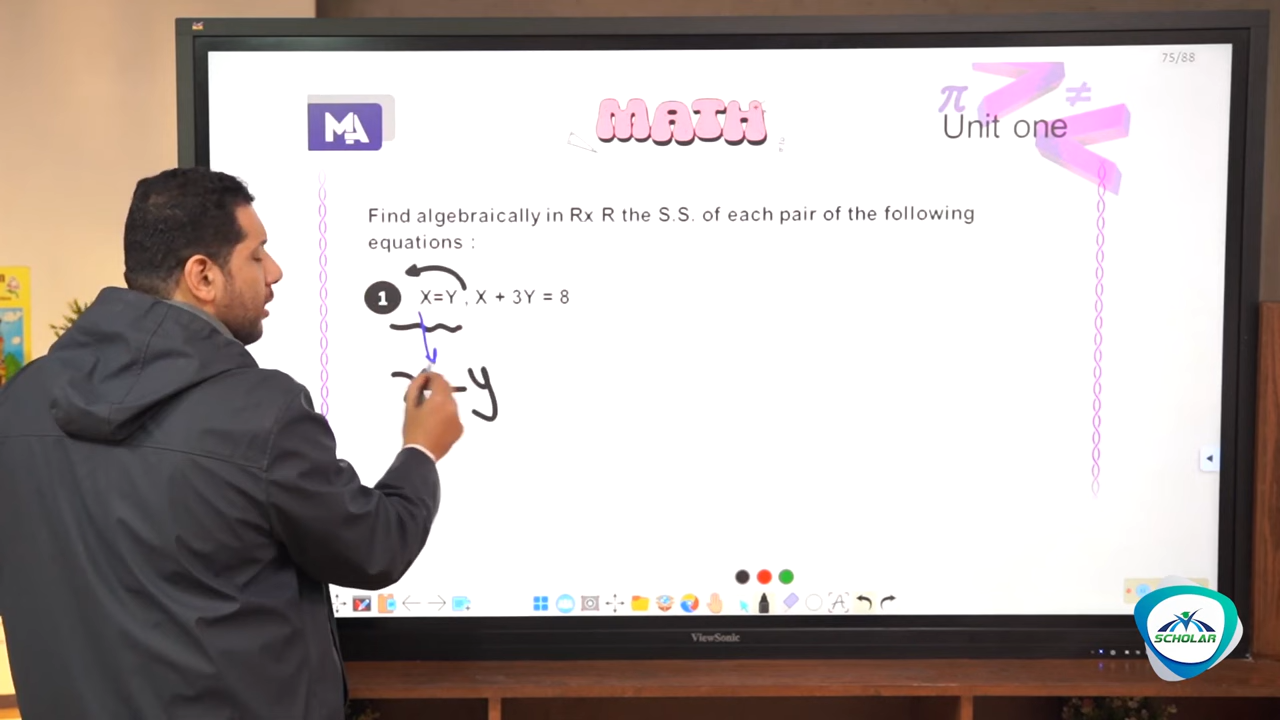 75/88
MA
MATH
π ≠
Unit one
Find algebraically in Rx R the S.S. of each pair of the following
equations :
1 X=Y , X + 3Y = 8
y
ViewSonic
SCHOLAR